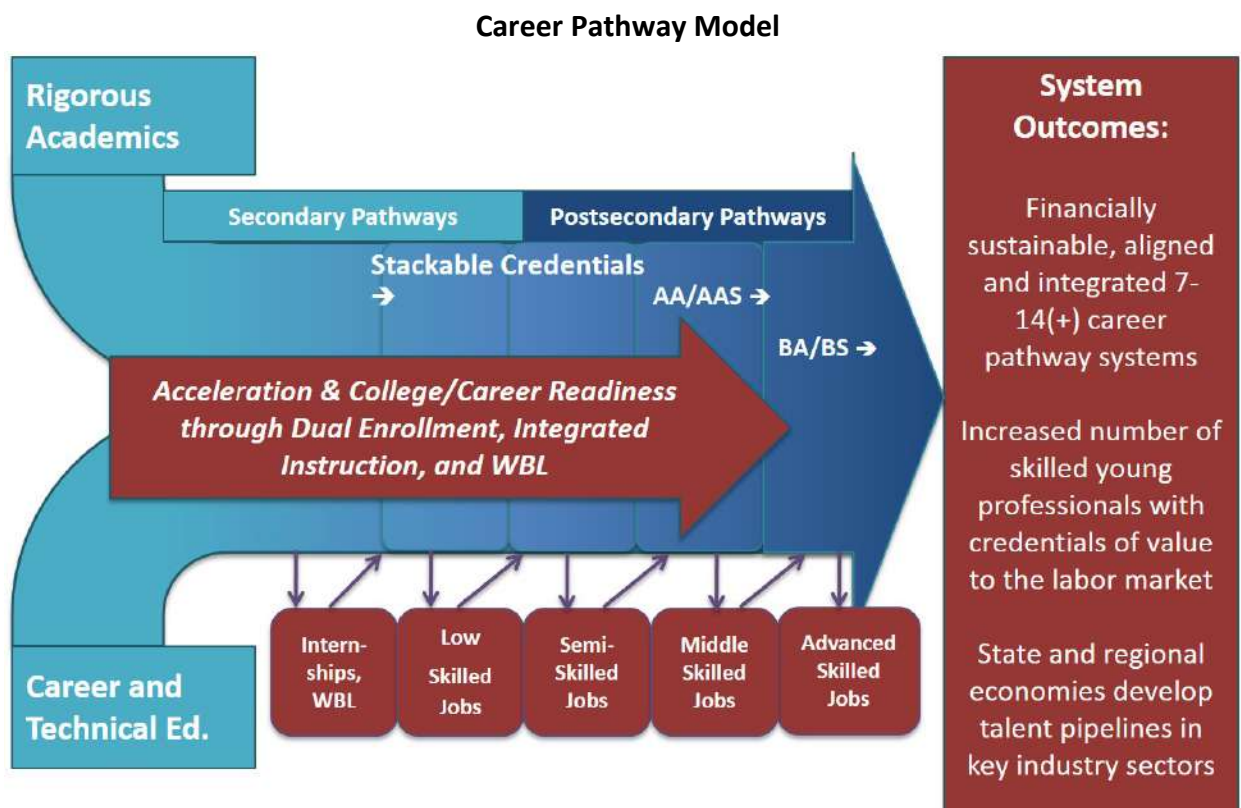 Career Pathway Model
Rigorous
Academics
Secondary Pathways
Postsecondary Pathways
Stackable Credentials
➔
AA/AAS ➔
BA/BS ➔
Acceleration & College/Career Readiness
through Dual Enrollment, Integrated
Instruction, and WBL
Intern-
ships,
WBL
Low
Skilled
Jobs
Semi-
Skilled
Jobs
Middle
Skilled
Jobs
Advanced
Skilled
Jobs
Career and
Technical Ed.
System
Outcomes:
Financially
sustainable, aligned
and integrated 7-
14(+) career
pathway systems
Increased number of
skilled young
professionals with
credentials of value
to the labor market
State and regional
economies develop
talent pipelines in
key industry sectors